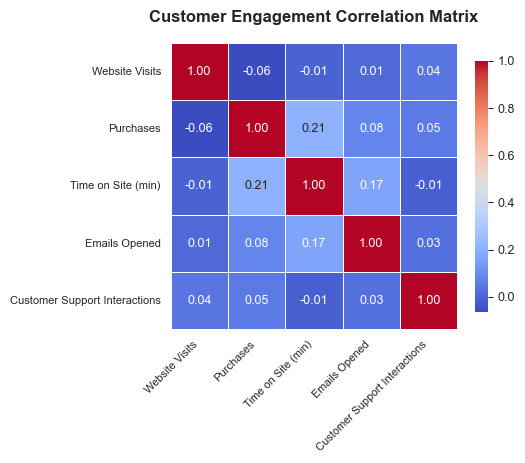 Customer Engagement Correlation Matrix
Website Visits 1.00 -0.06 -0.01 0.01 0.04
Purchases -0.06 1.00 0.21 0.08 0.05
Time on Site (min) -0.01 0.21 1.00 0.17 -0.01
Emails Opened 0.01 0.08 0.17 1.00 0.03
Customer Support Interactions 0.04 0.05 -0.01 0.03 1.00
Website Visits
Purchases
Time on Site (min)
Emails Opened
Customer Support Interactions
1.0
0.8
0.6
0.4
0.2
0.0